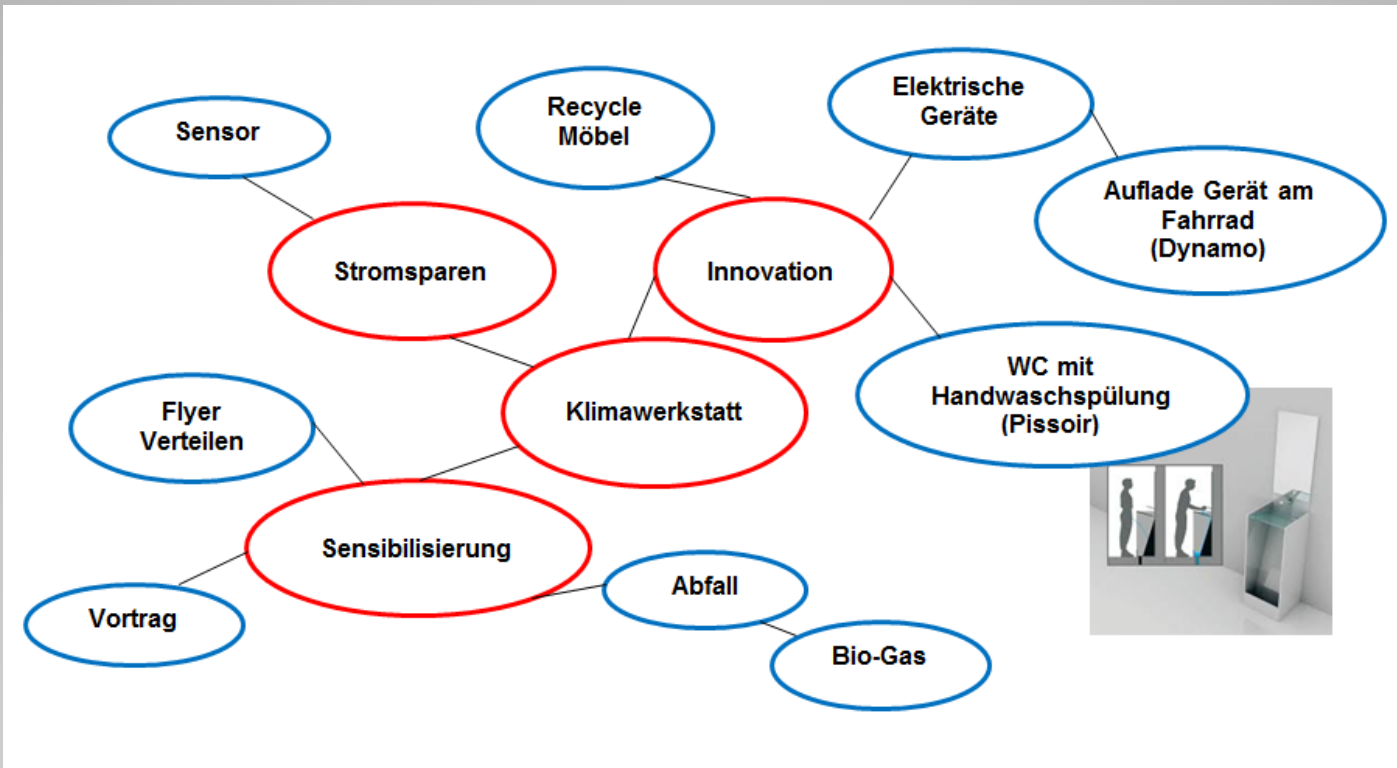 Elektrische
Geräte
Recycle
Möbel
Sensor
Auflade Gerät am
Fahrrad
(Dynamo)
Stromsparen
Innovation
WC mit
Handwaschspülung
(Pissoir)
Klimawerkstatt
Flyer
Verteilen
Sensibilisierung
Abfall
Vortrag
Bio-Gas